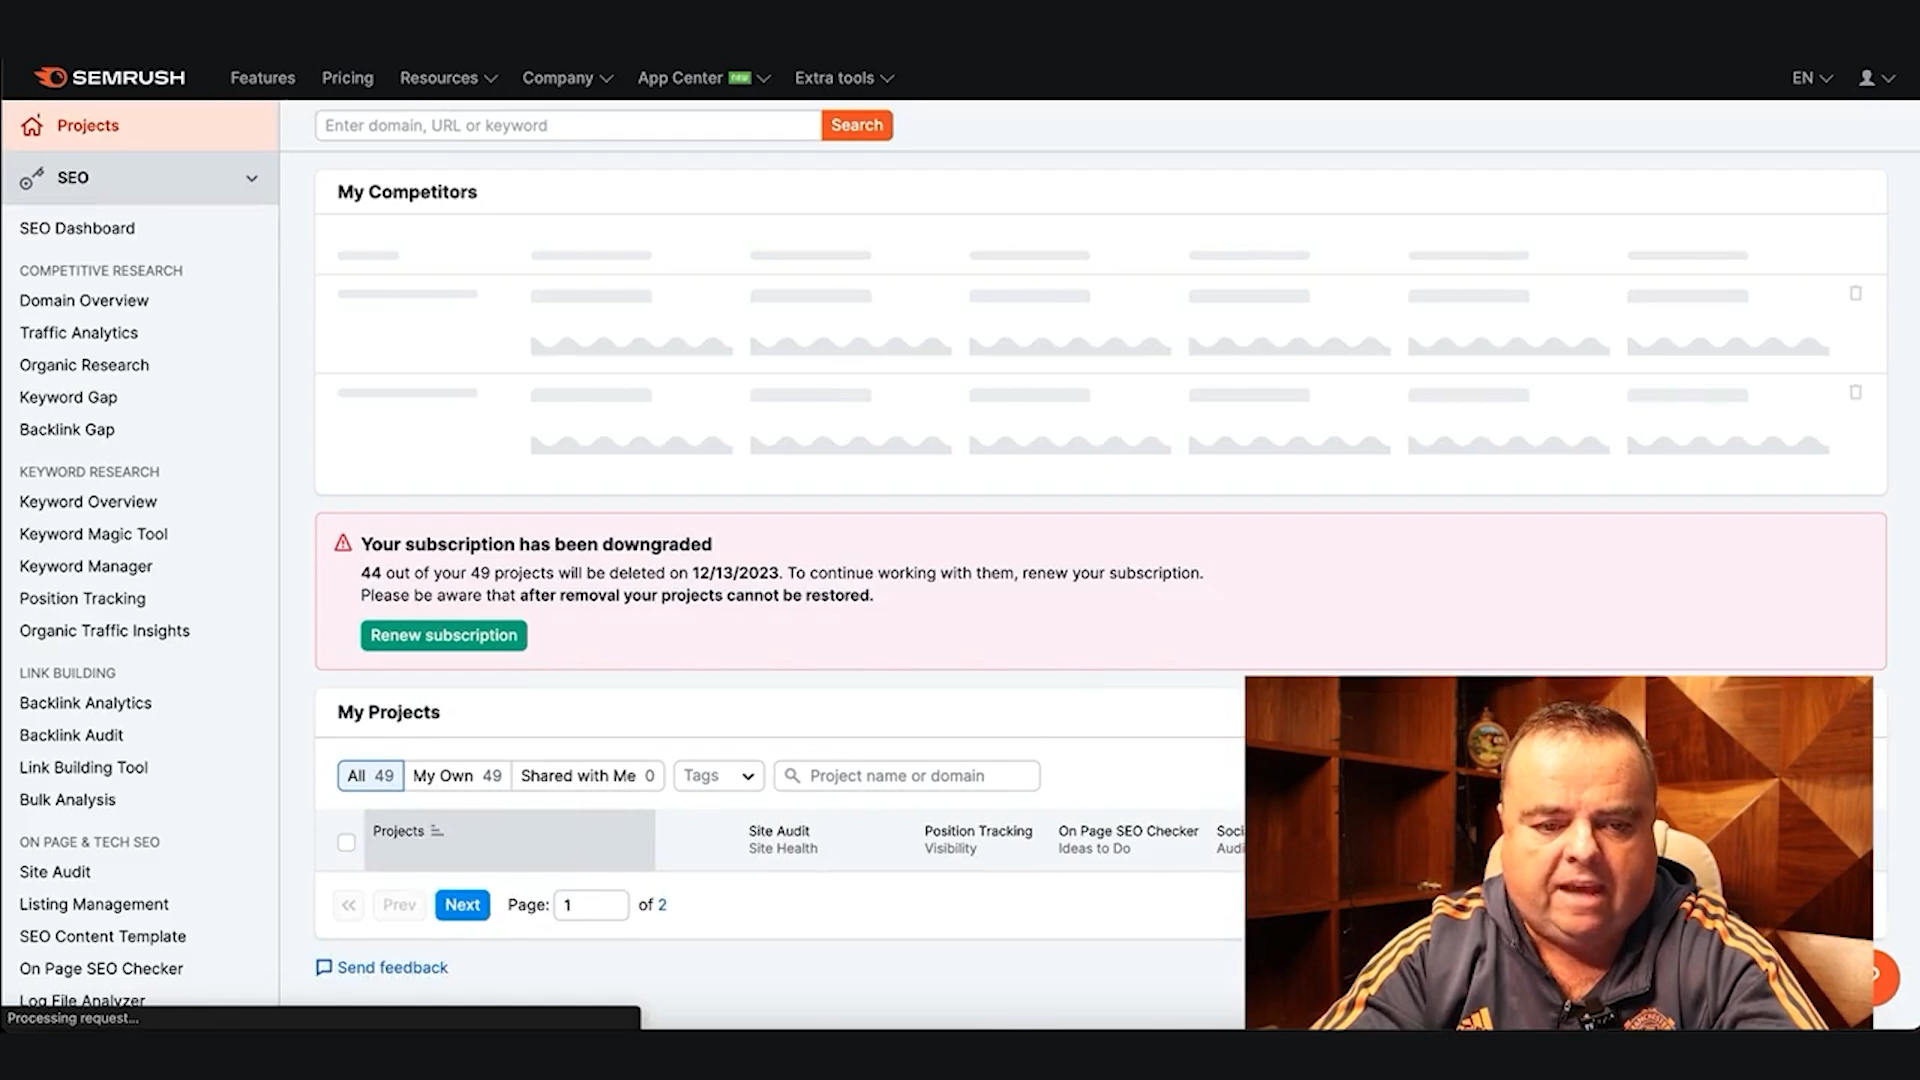 SEMRUSH
Features
Pricing
Resources
Company
App Center new
Extra tools
EN
Projects
Enter domain, URL or keyword
Search
SEO
SEO Dashboard
COMPETITIVE RESEARCH
Domain Overview
Traffic Analytics
Organic Research
Keyword Gap
Backlink Gap
KEYWORD RESEARCH
Keyword Overview
Keyword Magic Tool
Keyword Manager
Position Tracking
Organic Traffic Insights
LINK BUILDING
Backlink Analytics
Backlink Audit
Link Building Tool
Bulk Analysis
ON PAGE & TECH SEO
Site Audit
Listing Management
SEO Content Template
On Page SEO Checker
Log File Analyzer
Processing request...
My Competitors
Your subscription has been downgraded
44 out of your 49 projects will be deleted on 12/13/2023. To continue working with them, renew your subscription.
Please be aware that after removal your projects cannot be restored.
Renew subscription
My Projects
All 49
My Own 49
Shared with Me 0
Tags
Project name or domain
Projects
Site Audit
Site Health
Position Tracking
Visibility
On Page SEO Checker
Ideas to Do
Prev
Next
Page: 1 of 2
Send feedback